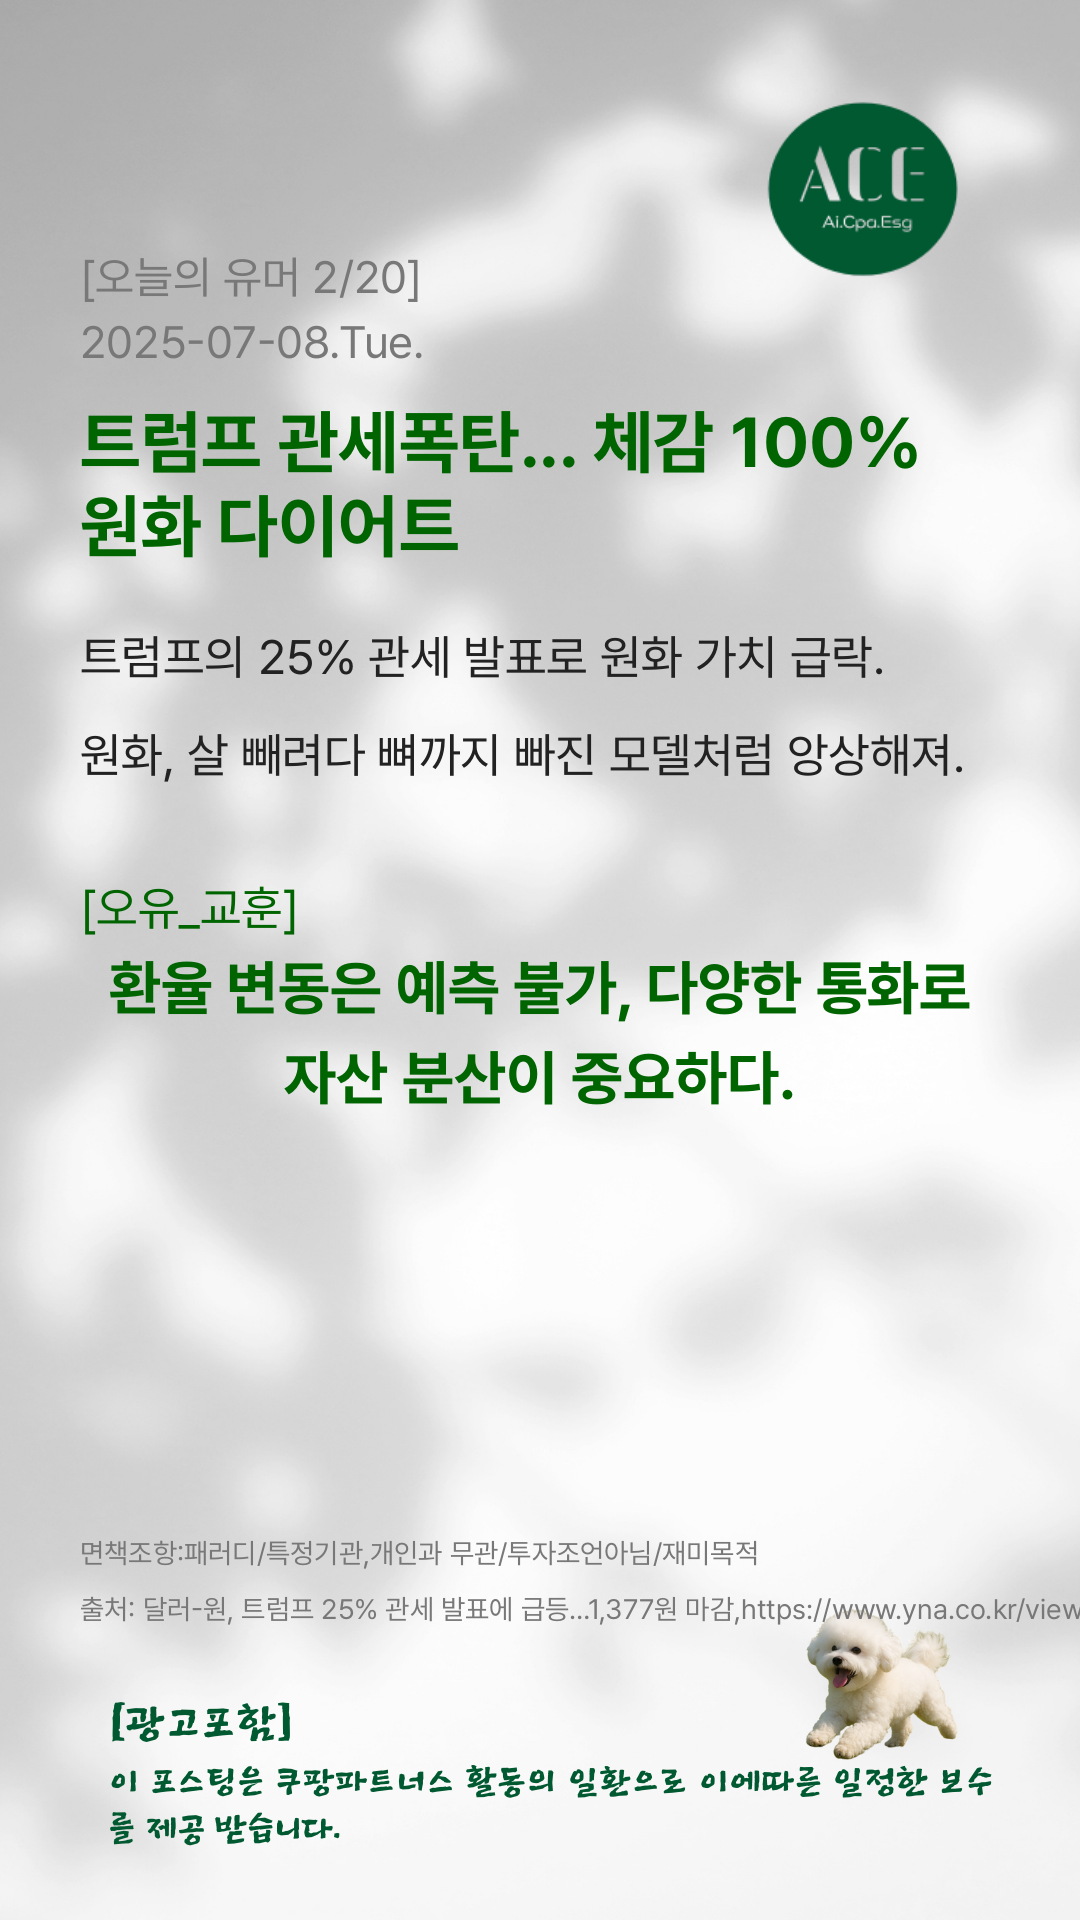 ACE
Ai.Cpa.Esg
[오늘의 유머 2/20]
2025-07-08.Tue.
트럼프 관세폭탄... 체감 100%
원화 다이어트
트럼프의 25% 관세 발표로 원화 가치 급락.
원화, 살 빼려다 뼈까지 빠진 모델처럼 앙상해져.
[오유_교훈]
환율 변동은 예측 불가, 다양한 통화로
자산 분산이 중요하다.
면책조항:패러디/특정기관,개인과 무관/투자조언아님/재미목적
출처: 달러-원, 트럼프 25% 관세 발표에 급등...1,377원 마감,https://www.yna.co.kr/view
[광고포함]
이 포스팅은 쿠팡파트너스 활동의 일환으로 이에따른 일정한 보수
를 제공 받습니다.